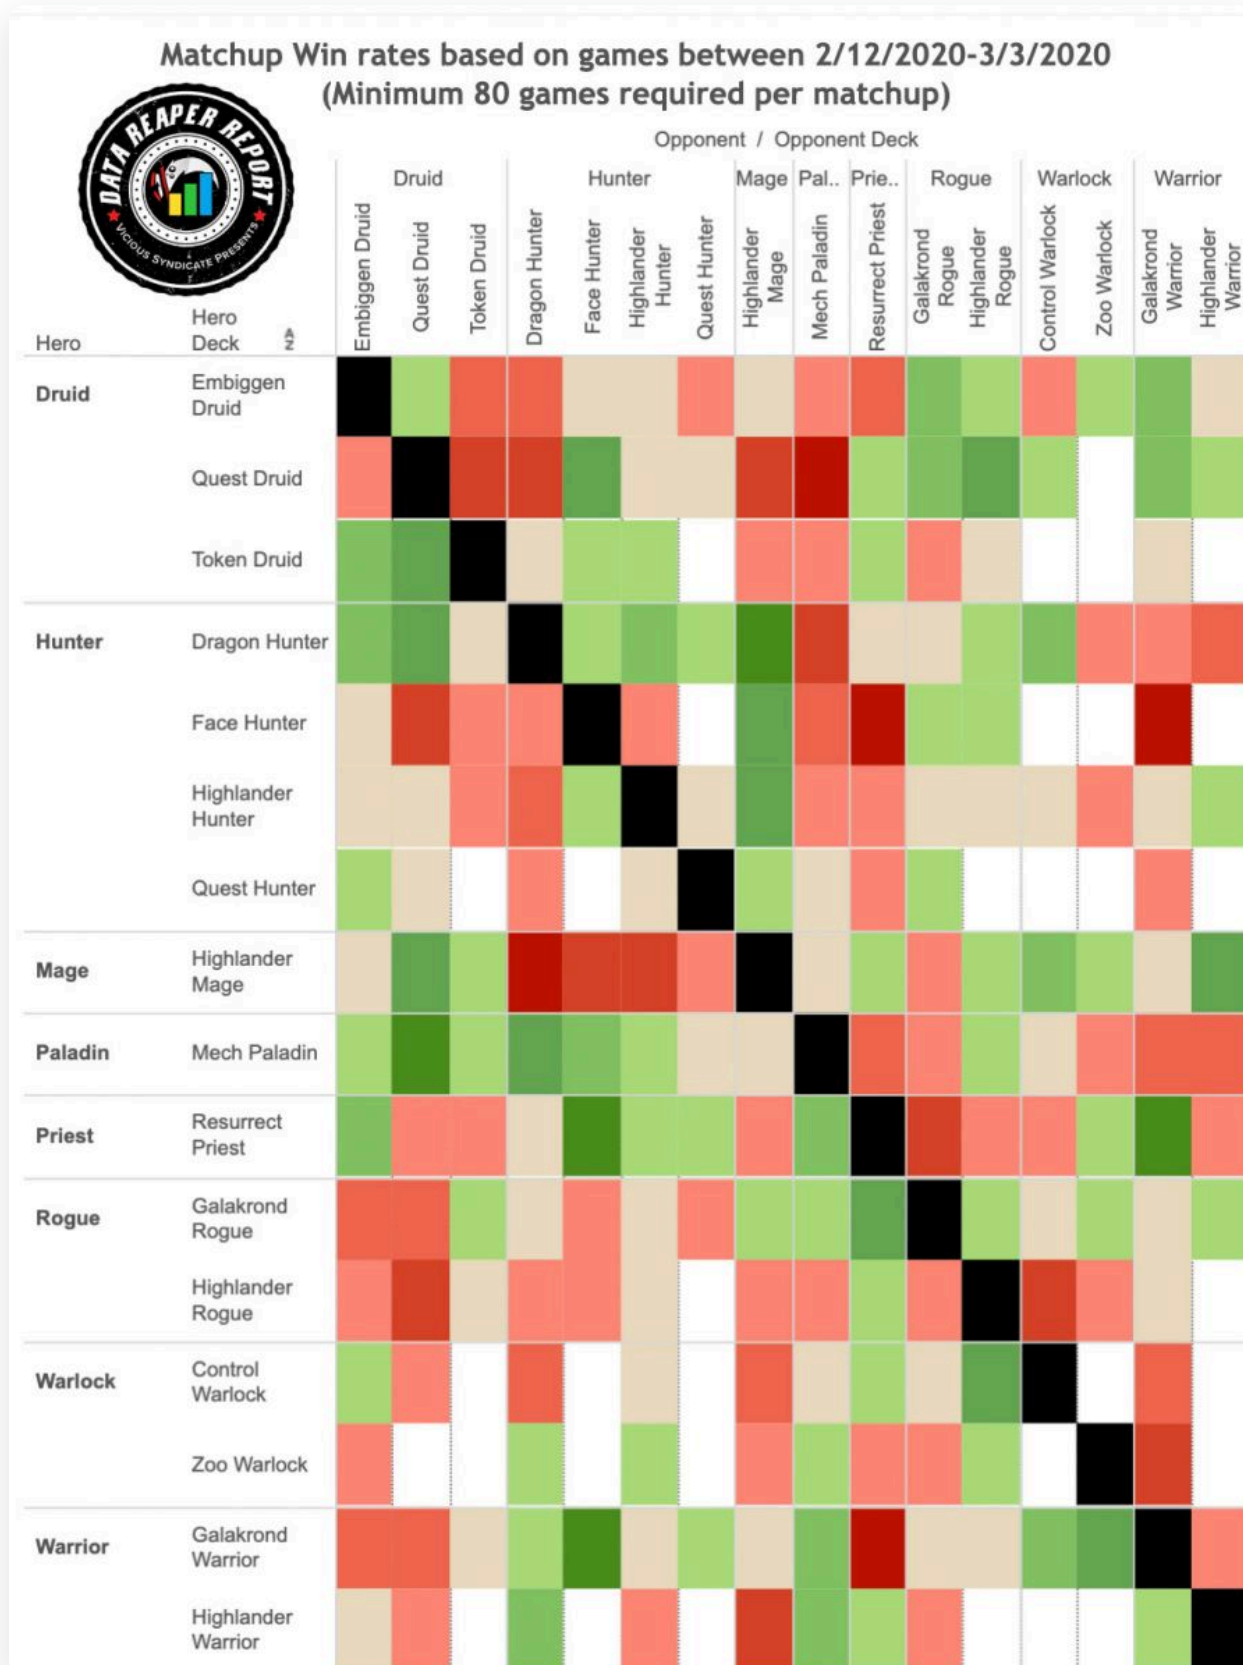 Matchup Win rates based on games between 2/12/2020-3/3/2020
(Minimum 80 games required per matchup)
DATA REAPER REPORT
VICIOUS SYNDICATE PRESENTS
Opponent / Opponent Deck
Druid
Hunter
Mage
Pal..
Prie..
Rogue
Warlock
Warrior
Embiggen Druid
Quest Druid
Token Druid
Dragon Hunter
Face Hunter
Highlander
Hunter
Quest Hunter
Highlander
Mage
Mech Paladin
Resurrect Priest
Galakrond
Rogue
Highlander
Rogue
Control Warlock
Zoo Warlock
Galakrond
Warrior
Highlander
Warrior
Hero
Hero
Deck
Druid
Embiggen
Druid
Quest Druid
Token Druid
Hunter
Dragon Hunter
Face Hunter
Highlander
Hunter
Quest Hunter
Mage
Highlander
Mage
Paladin
Mech Paladin
Priest
Resurrect
Priest
Rogue
Galakrond
Rogue
Highlander
Rogue
Warlock
Control
Warlock
Zoo Warlock
Warrior
Galakrond
Warrior
Highlander
Warrior